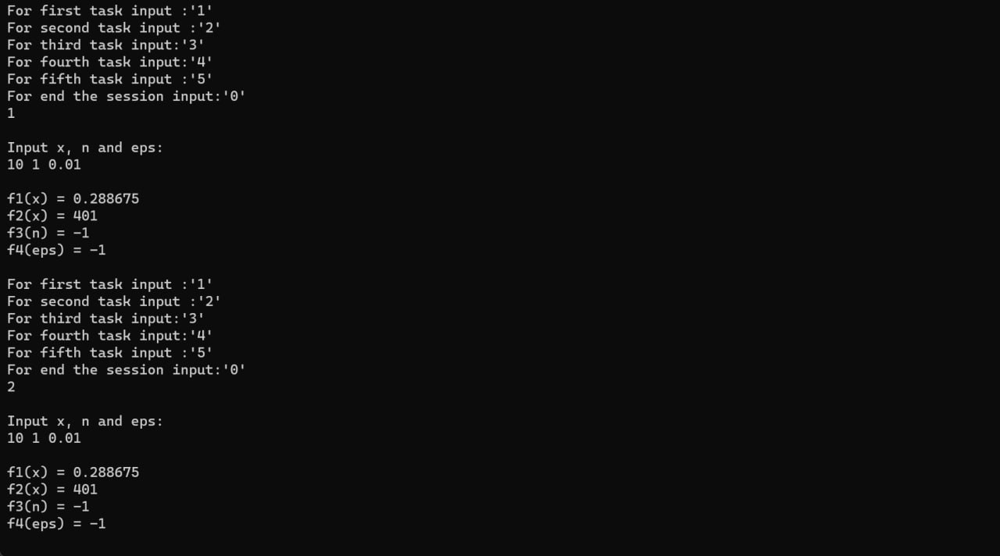 For first task input :'1'
For second task input :'2'
For third task input:'3'
For fourth task input:'4'
For fifth task input :'5'
For end the session input:'0'
1
Input x, n and eps:
10 1 0.01
f1(x) = 0.288675
f2(x) = 401
f3(n) = -1
f4(eps) = -1
For first task input :'1'
For second task input :'2'
For third task input:'3'
For fourth task input:'4'
For fifth task input :'5'
For end the session input:'0'
2
Input x, n and eps:
10 1 0.01
f1(x) = 0.288675
f2(x) = 401
f3(n) = -1
f4(eps) = -1